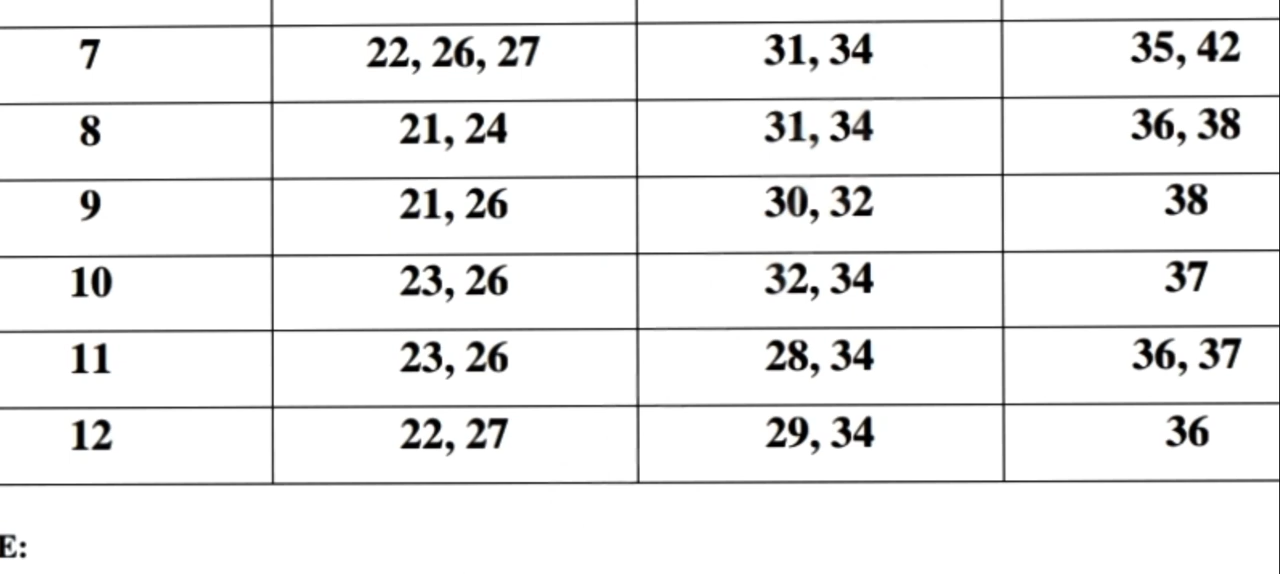 7 22, 26, 27 31, 34 35, 42
8 21, 24 31, 34 36, 38
9 21, 26 30, 32 38
10 23, 26 32, 34 37
11 23, 26 28, 34 36, 37
12 22, 27 29, 34 36
E: